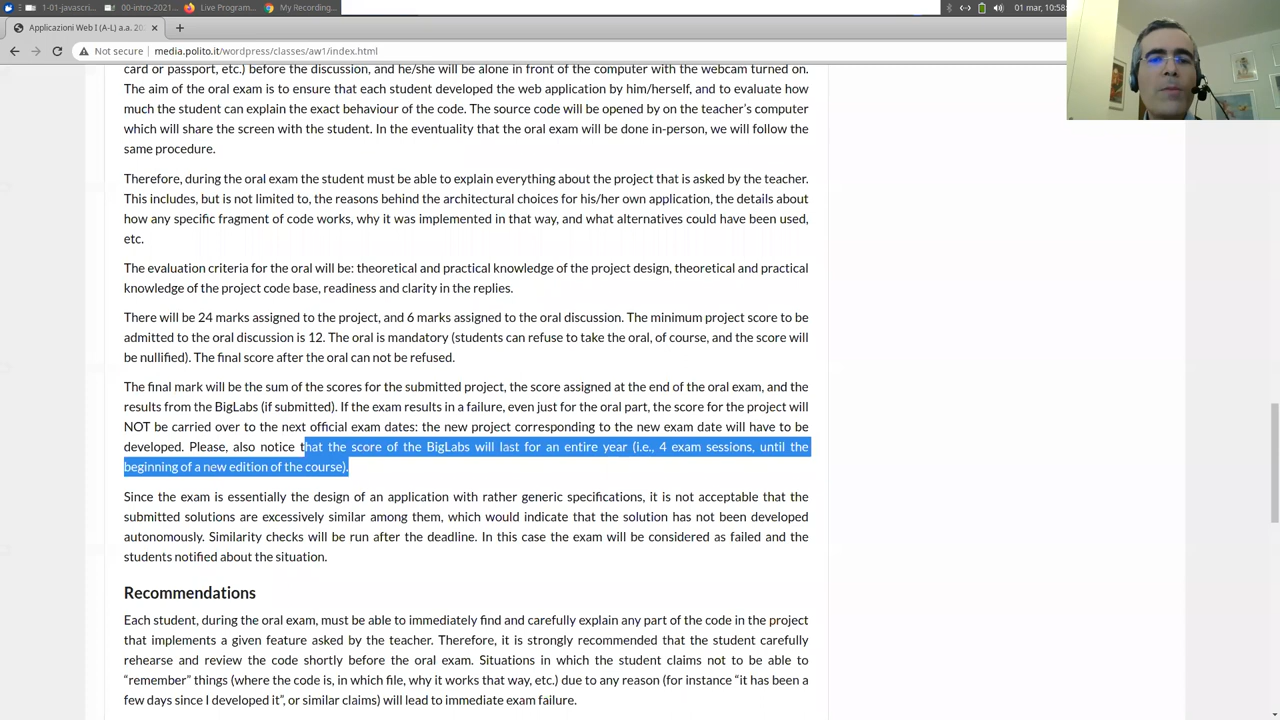 1-01-javascri...
00-intro-2021...
Live Program...
My Recording...
01 mar, 10:58
Applicazioni Web I (A-L) a.a. 20
Not secure | media.polito.it/wordpress/classes/aw1/index.html
card or passport, etc.) before the discussion, and he/she will be alone in front of the computer with the webcam turned on.
The aim of the oral exam is to ensure that each student developed the web application by him/herself, and to evaluate how
much the student can explain the exact behaviour of the code. The source code will be opened by on the teacher's computer
which will share the screen with the student. In the eventuality that the oral exam will be done in-person, we will follow the
same procedure.
Therefore, during the oral exam the student must be able to explain everything about the project that is asked by the teacher.
This includes, but is not limited to, the reasons behind the architectural choices for his/her own application, the details about
how any specific fragment of code works, why it was implemented in that way, and what alternatives could have been used,
etc.
The evaluation criteria for the oral will be: theoretical and practical knowledge of the project design, theoretical and practical
knowledge of the project code base, readiness and clarity in the replies.
There will be 24 marks assigned to the project, and 6 marks assigned to the oral discussion. The minimum project score to be
admitted to the oral discussion is 12. The oral is mandatory (students can refuse to take the oral, of course, and the score will
be nullified). The final score after the oral can not be refused.
The final mark will be the sum of the scores for the submitted project, the score assigned at the end of the oral exam, and the
results from the BigLabs (if submitted). If the exam results in a failure, even just for the oral part, the score for the project will
NOT be carried over to the next official exam dates: the new project corresponding to the new exam date will have to be
developed. Please, also notice that the score of the BigLabs will last for an entire year (i.e., 4 exam sessions, until the
beginning of a new edition of the course).
Since the exam is essentially the design of an application with rather generic specifications, it is not acceptable that the
submitted solutions are excessively similar among them, which would indicate that the solution has not been developed
autonomously. Similarity checks will be run after the deadline. In this case the exam will be considered as failed and the
students notified about the situation.
Recommendations
Each student, during the oral exam, must be able to immediately find and carefully explain any part of the code in the project
that implements a given feature asked by the teacher. Therefore, it is strongly recommended that the student carefully
rehearse and review the code shortly before the oral exam. Situations in which the student claims not to be able to
“remember” things (where the code is, in which file, why it works that way, etc.) due to any reason (for instance “it has been a
few days since I developed it”, or similar claims) will lead to immediate exam failure.